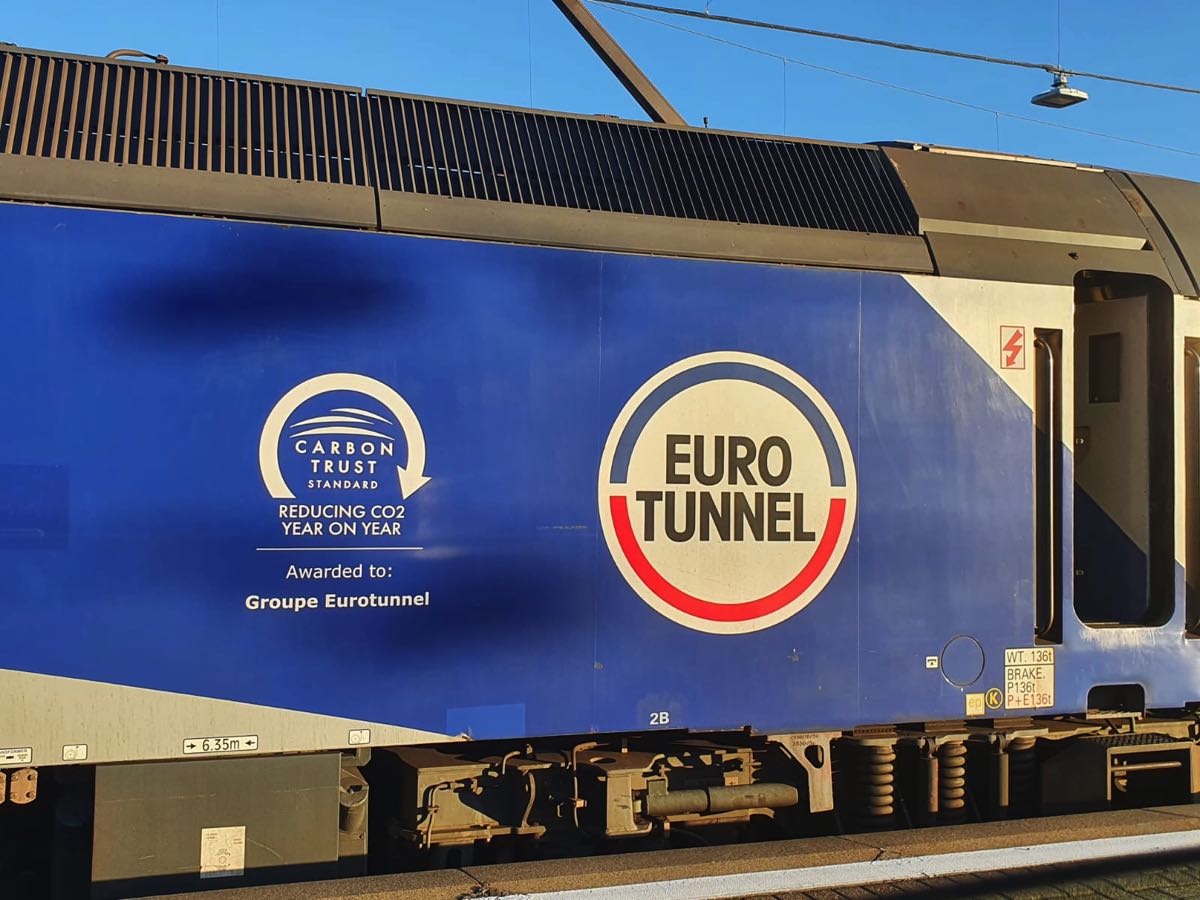 CARBON
TRUST
STANDARD
REDUCING CO2
YEAR ON YEAR
Awarded to:
Groupe Eurotunnel
EURO
TUNNEL
WT. 136t
BRAKE.
P136t
P+E136t
ep
K
2B
6.35m